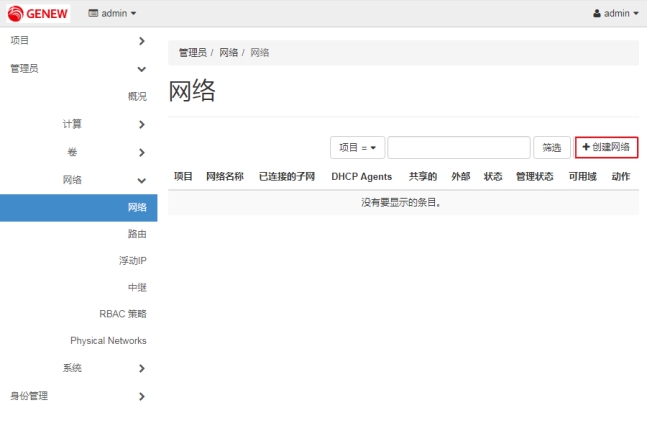 GENEW admin admin
项目
管理员
概况
计算
卷
网络
网络
路由
浮动IP
中继
RBAC 策略
Physical Networks
系统
身份管理
管理员 / 网络 / 网络
网络
项目 = 筛选 +创建网络
项目 网络名称 已连接的子网 DHCP Agents 共享的 外部 状态 管理状态 可用域 动作
没有要显示的条目。